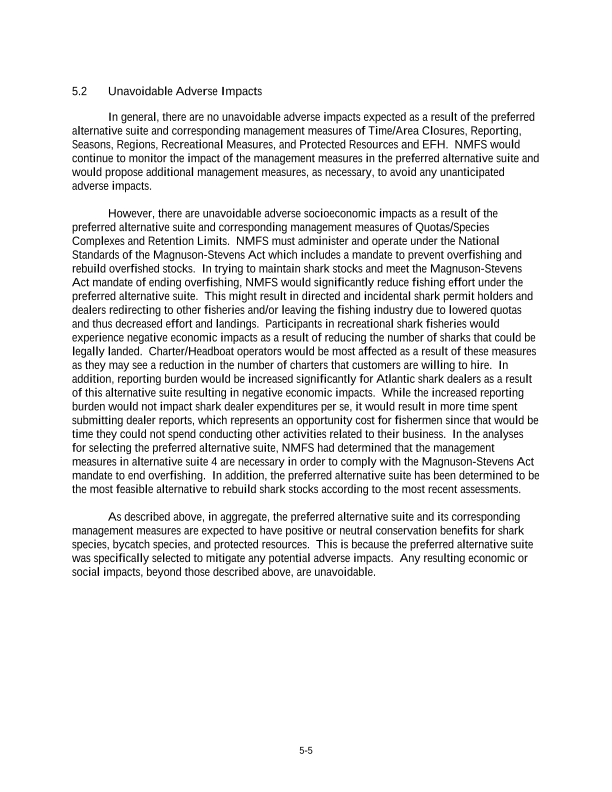 5.2 Unavoidable Adverse Impacts
In general, there are no unavoidable adverse impacts expected as a result of the preferred
alternative suite and corresponding management measures of Time/Area Closures, Reporting,
Seasons, Regions, Recreational Measures, and Protected Resources and EFH. NMFS would
continue to monitor the impact of the management measures in the preferred alternative suite and
would propose additional management measures, as necessary, to avoid any unanticipated
adverse impacts.
However, there are unavoidable adverse socioeconomic impacts as a result of the
preferred alternative suite and corresponding management measures of Quotas/Species
Complexes and Retention Limits. NMFS must administer and operate under the National
Standards of the Magnuson-Stevens Act which includes a mandate to prevent overfishing and
rebuild overfished stocks. In trying to maintain shark stocks and meet the Magnuson-Stevens
Act mandate of ending overfishing, NMFS would significantly reduce fishing effort under the
preferred alternative suite. This might result in directed and incidental shark permit holders and
dealers redirecting to other fisheries and/or leaving the fishing industry due to lowered quotas
and thus decreased effort and landings. Participants in recreational shark fisheries would
experience negative economic impacts as a result of reducing the number of sharks that could be
legally landed. Charter/Headboat operators would be most affected as a result of these measures
as they may see a reduction in the number of charters that customers are willing to hire. In
addition, reporting burden would be increased significantly for Atlantic shark dealers as a result
of this alternative suite resulting in negative economic impacts. While the increased reporting
burden would not impact shark dealer expenditures per se, it would result in more time spent
submitting dealer reports, which represents an opportunity cost for fishermen since that would be
time they could not spend conducting other activities related to their business. In the analyses
for selecting the preferred alternative suite, NMFS had determined that the management
measures in alternative suite 4 are necessary in order to comply with the Magnuson-Stevens Act
mandate to end overfishing. In addition, the preferred alternative suite has been determined to be
the most feasible alternative to rebuild shark stocks according to the most recent assessments.
As described above, in aggregate, the preferred alternative suite and its corresponding
management measures are expected to have positive or neutral conservation benefits for shark
species, bycatch species, and protected resources. This is because the preferred alternative suite
was specifically selected to mitigate any potential adverse impacts. Any resulting economic or
social impacts, beyond those described above, are unavoidable.
5-5